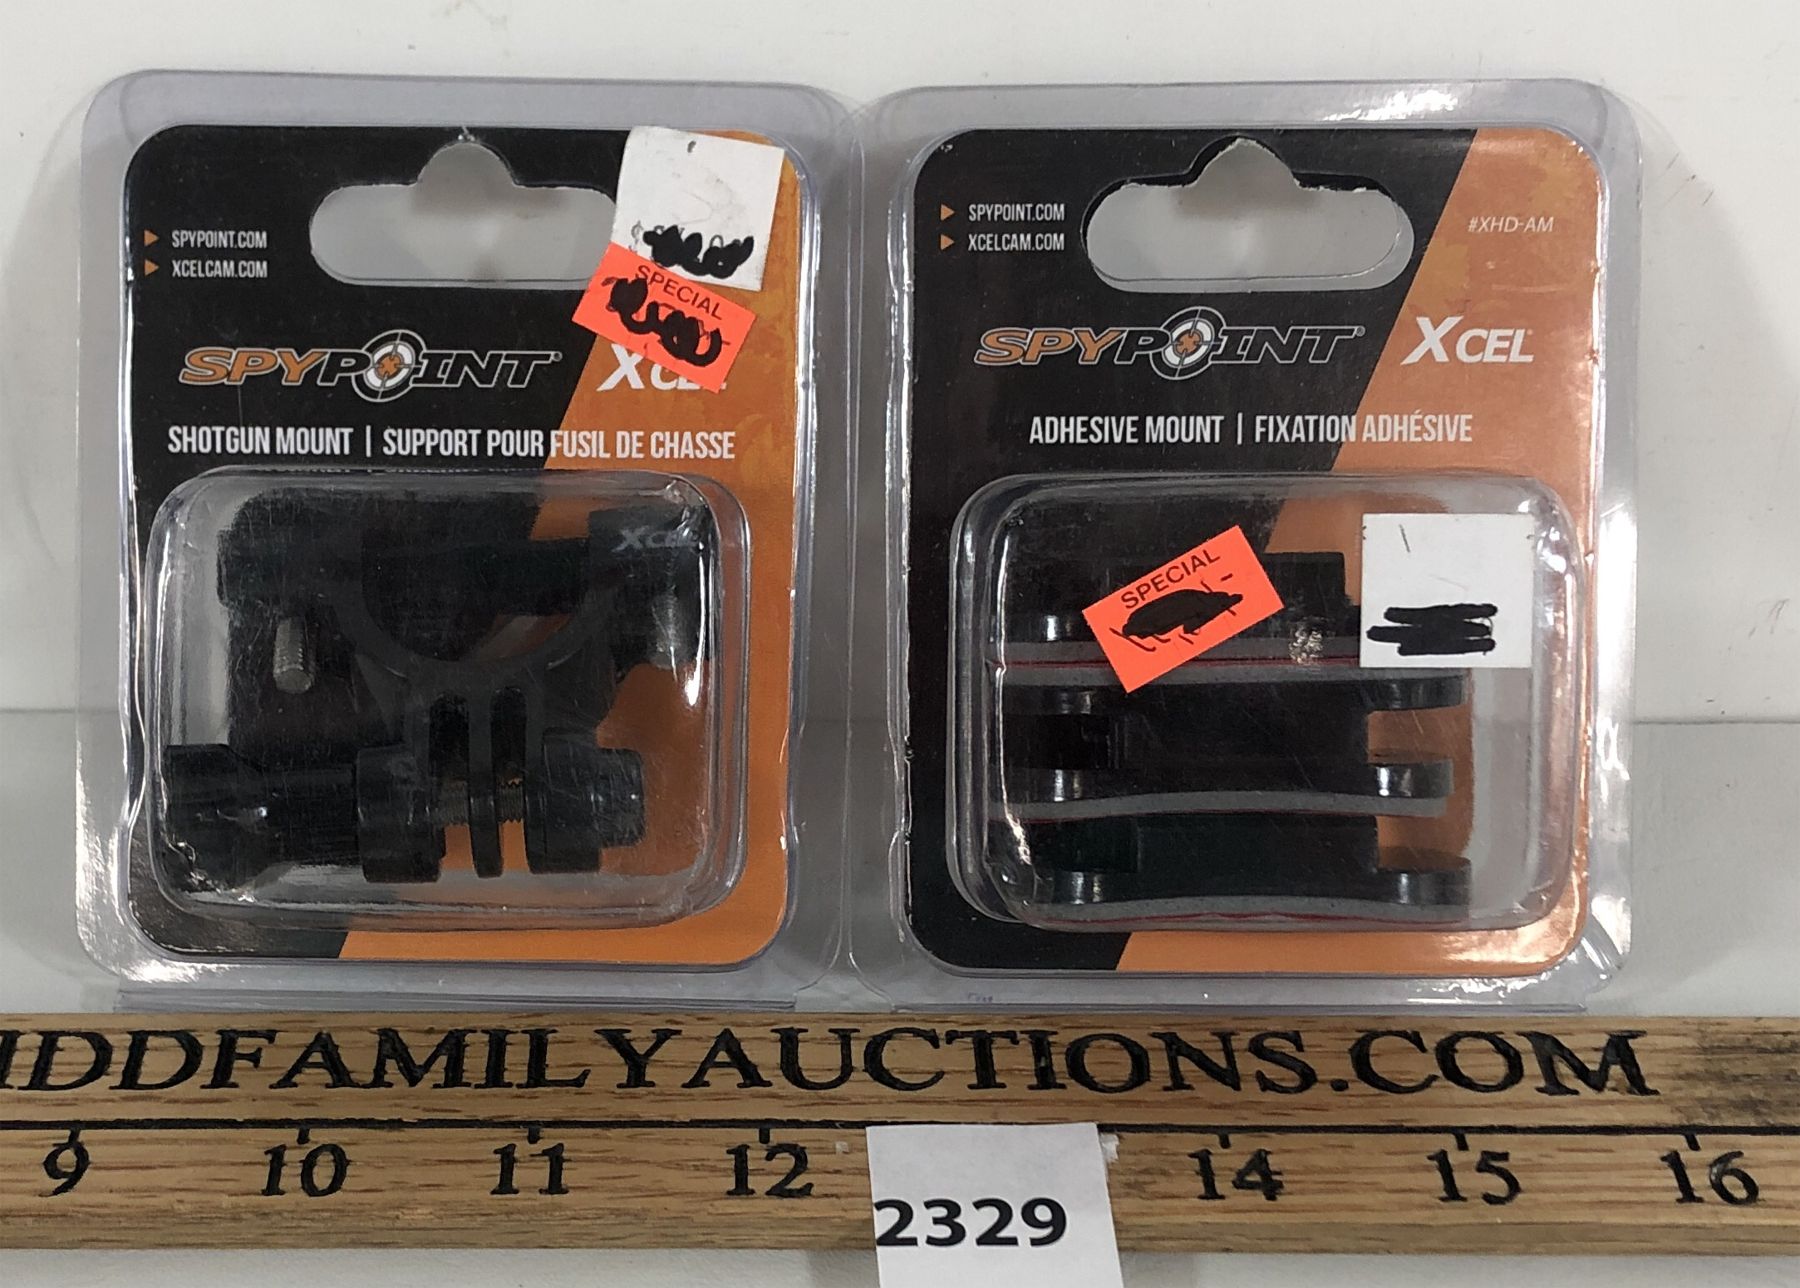 SPYPOINT.COM
XCELCAM.COM
SPECIAL
SPYPOINT
XCEL
SHOTGUN MOUNT | SUPPORT POUR FUSIL DE CHASSE
XCEL
SPYPOINT.COM
XCELCAM.COM
#XHD-AM
SPYPOINT® XCEL
ADHESIVE MOUNT | FIXATION ADHÉSIVE
SPECIAL
IDDFAMILYAUCTIONS.COM
9 10 11 12 14 15 16
2329